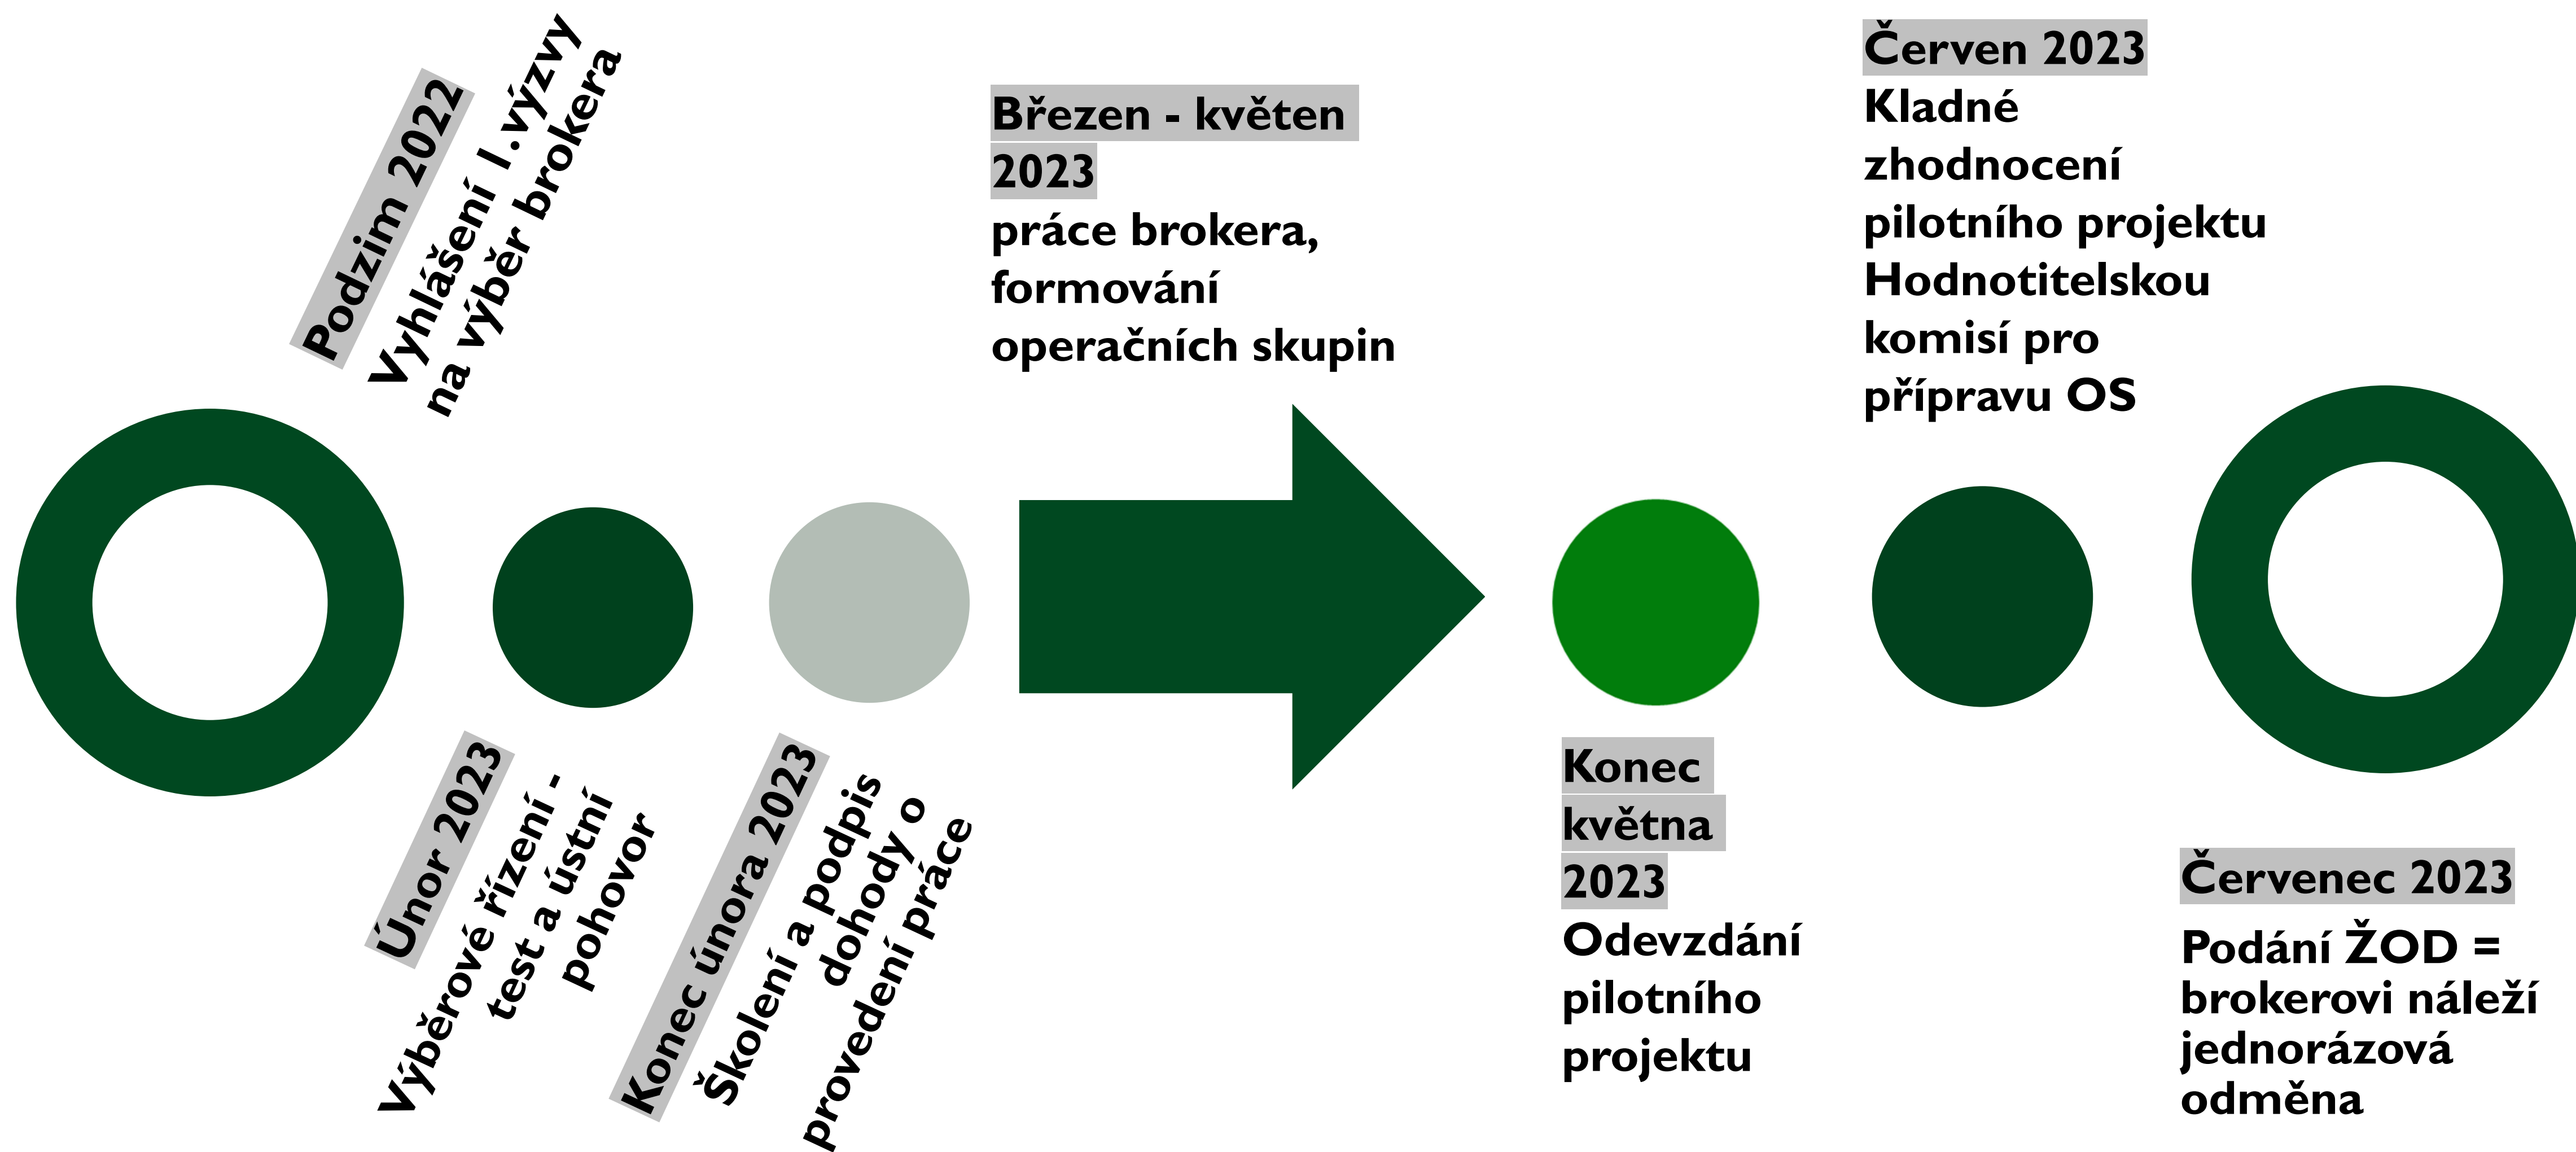 Podzim 2022
Vyhlášení 1.výzvy
na výběr brokera
Únor 2023
Výběrové řízení -
test a ústní
pohovor
Konec února 2023
Školení a podpis
dohody o
provedení práce
Březen - květen
2023
práce brokera,
formování
operačních skupin
Konec
května
2023
Odevzdání
pilotního
projektu
Červen 2023
Kladné
zhodnocení
pilotního projektu
Hodnotitelskou
komisí pro
přípravu OS
Červenec 2023
Podání ŽOD =
brokerovi náleží
jednorázová
odměna